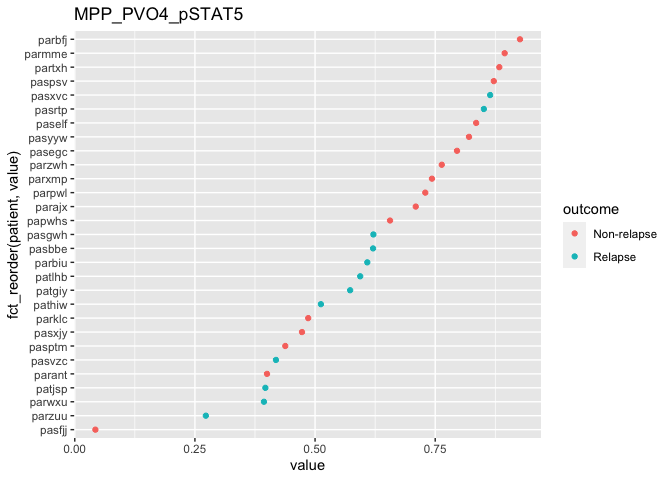 MPP_PVO4_pSTAT5
fct_reorder(patient, value)
parbfj
parmme
partxh
paspsv
pasxvc
pasrtp
paself
pasyyw
pasegc
parzwh
parxmp
parpwl
parajx
papwhs
pasgwh
pasbbe
parbiu
patlhb
patgiy
pathiw
parklc
pasxjy
pasptm
pasvzc
parant
patjsp
parwxu
parzuu
pasfjj
0.00 0.25 0.50 0.75
value
outcome
Non-relapse
Relapse